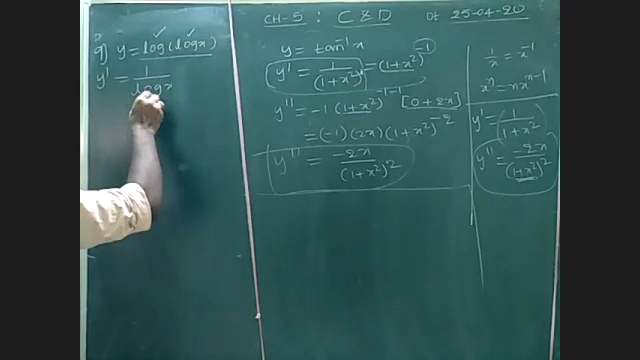 CH-5 : C & D Dt 25-04-20
9) y = log(logx)
y' = 1/logx
y = tan⁻¹x
y' = 1/(1+x²) = (1+x²)⁻¹
y'' = -1 (1+x²)⁻¹⁻¹ [0+2x]
= (-1)(2x)(1+x²)⁻²
y'' = -2x/(1+x²)²
1/x = x⁻¹
xⁿ = nxⁿ⁻¹
y' = 1/(1+x²)
y'' = -2x/(1+x²)²